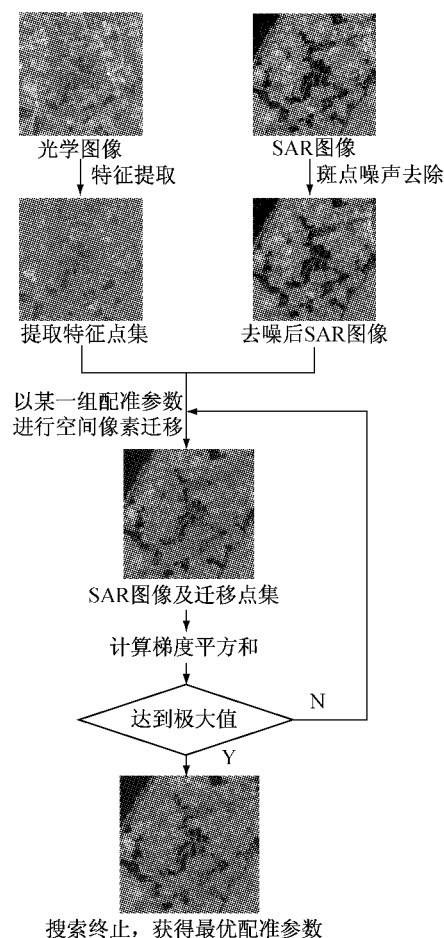 光学图像
SAR图像
特征提取
斑点噪声去除
提取特征点集
去噪后SAR图像
以某一组配准参数
进行空间像素迁移
SAR图像及迁移点集
计算梯度平方和
达到极大值
N
Y
搜索终止，获得最优配准参数